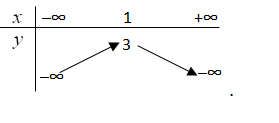 x −∞ 1 +∞
y 3
−∞ −∞
.